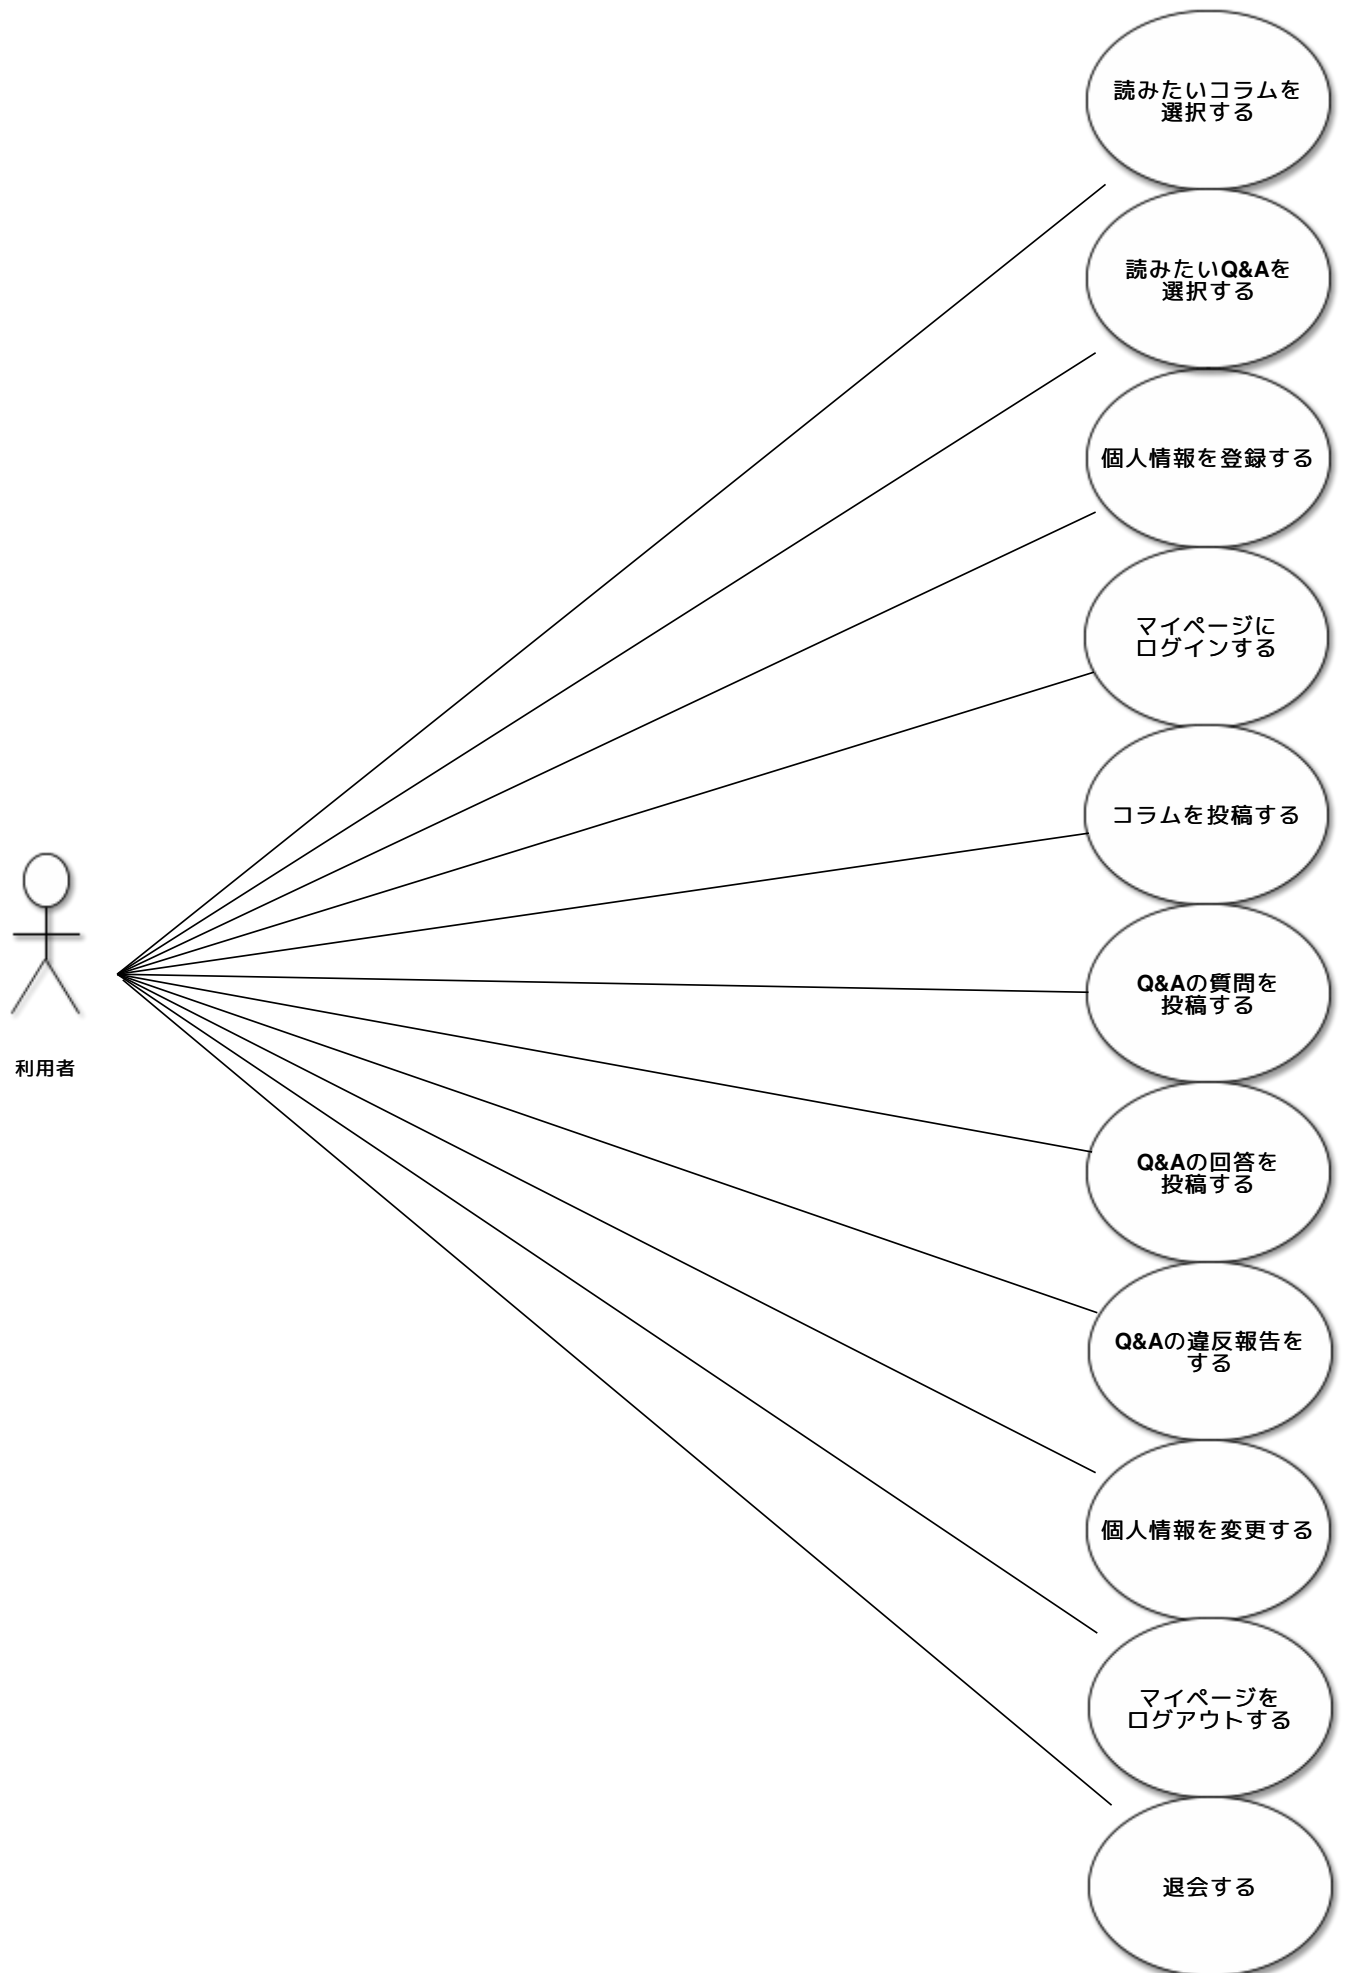 読みたいコラムを
選択する
読みたいQ&Aを
選択する
個人情報を登録する
マイページに
ログインする
コラムを投稿する
Q&Aの質問を
投稿する
利用者
Q&Aの回答を
投稿する
Q&Aの違反報告を
する
個人情報を変更する
マイページを
ログアウトする
退会する